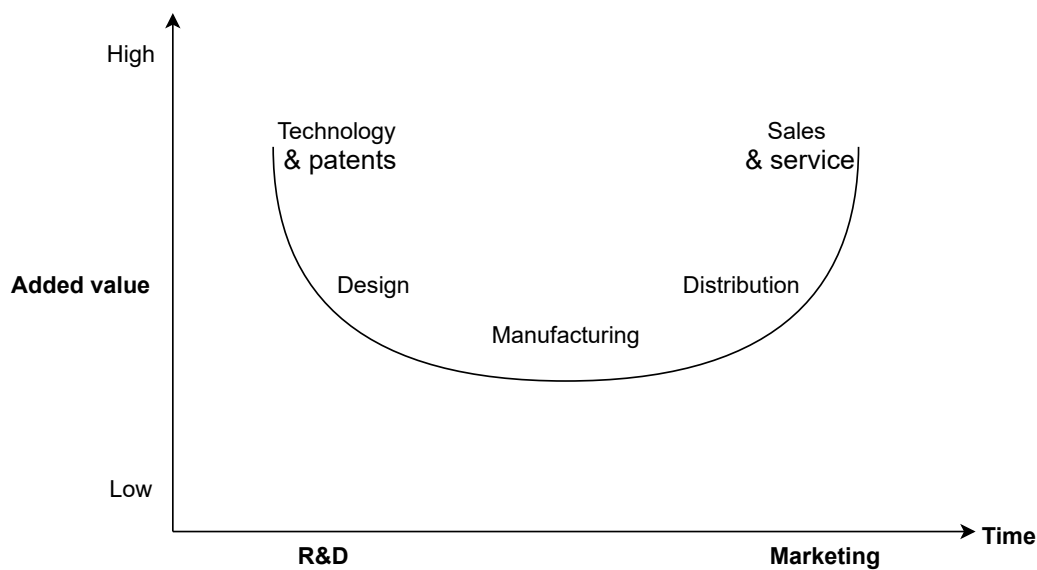 High
Technology
& patents
Sales
& service
Added value
Design
Distribution
Manufacturing
Low
Time
R&D
Marketing